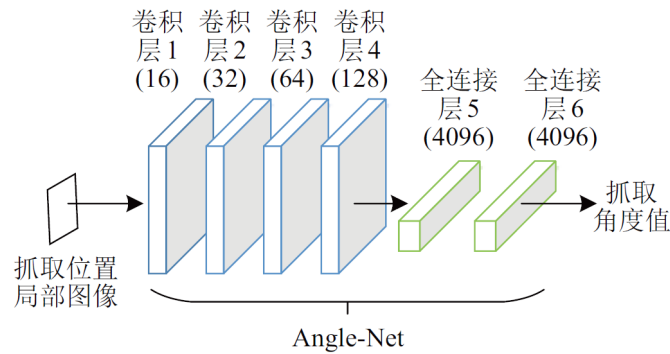 卷积
层1
(16)
卷积
层2
(32)
卷积
层3
(64)
卷积
层4
(128)
全连接
层5
(4096)
全连接
层6
(4096)
抓取位置
局部图像
抓取
角度值
Angle-Net